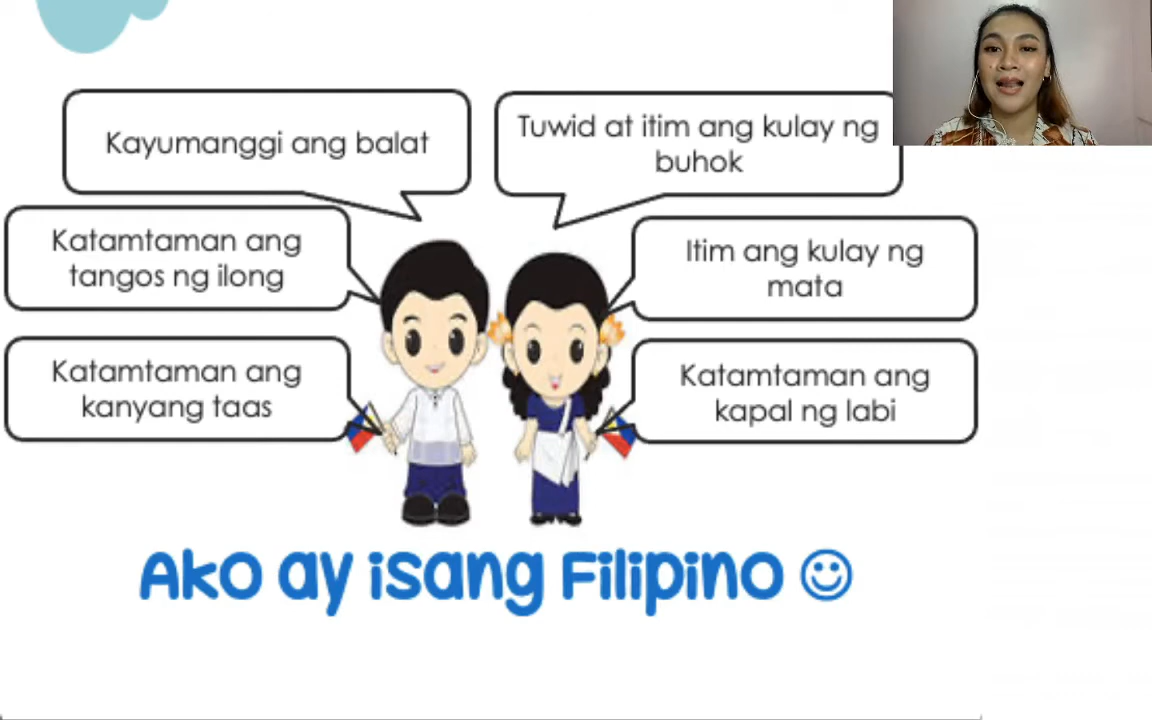 Kayumanggi ang balat
Tuwid at itim ang kulay ng
buhok
Katamtaman ang
tangos ng ilong
Itim ang kulay ng
mata
Katamtaman ang
kanyang taas
Katamtaman ang
kapal ng labi
Ako ay isang Filipino